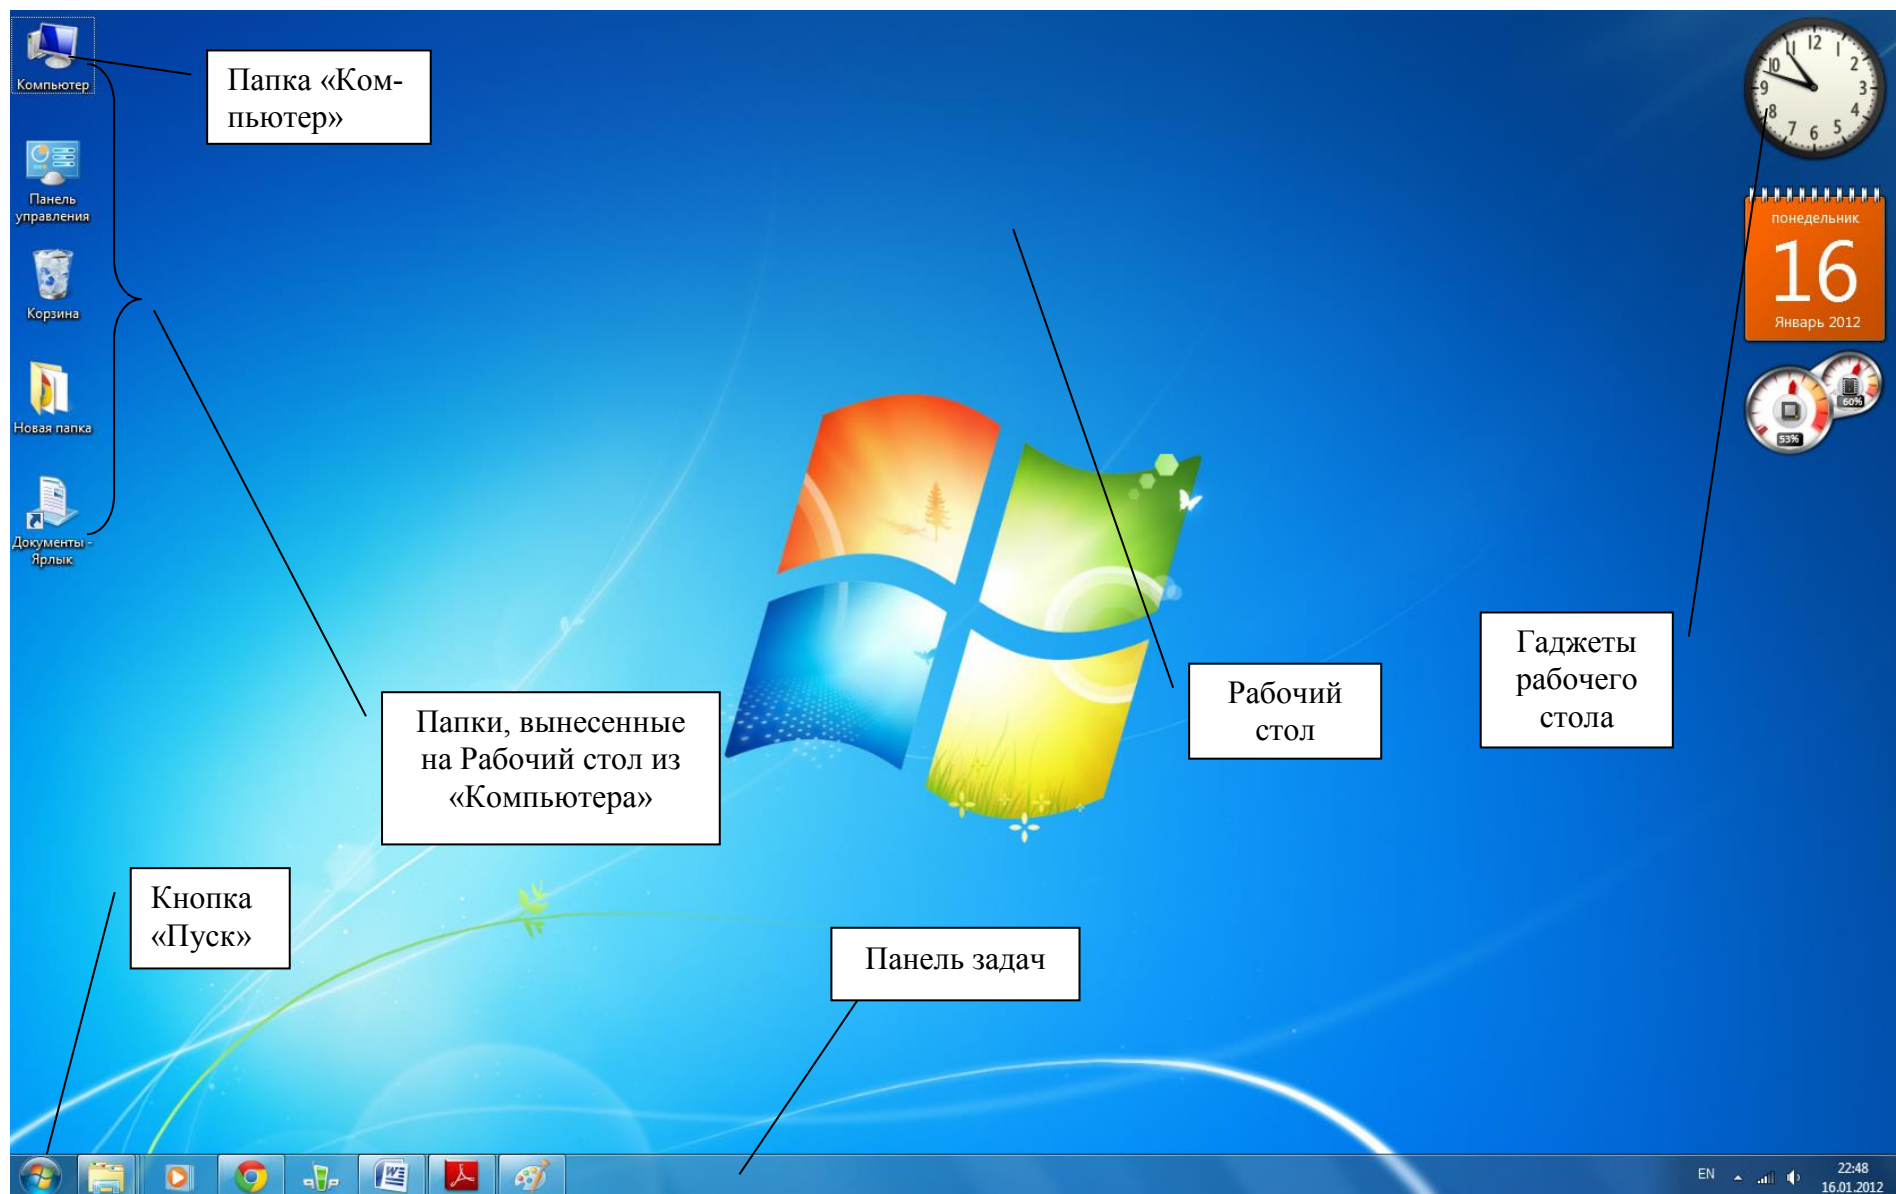 Компьютер
Папка «Ком-
пьютер»
Панель
управления
Корзина
Новая папка
Документы -
Ярлык
12
1
2
3
4
5
6
7
8
9
10
11
понедельник
16
Январь 2012
60%
53%
Гаджеты
рабочего
стола
Рабочий
стол
Папки, вынесенные
на Рабочий стол из
«Компьютера»
Кнопка
«Пуск»
Панель задач
W
EN
22:48
16.01.2012